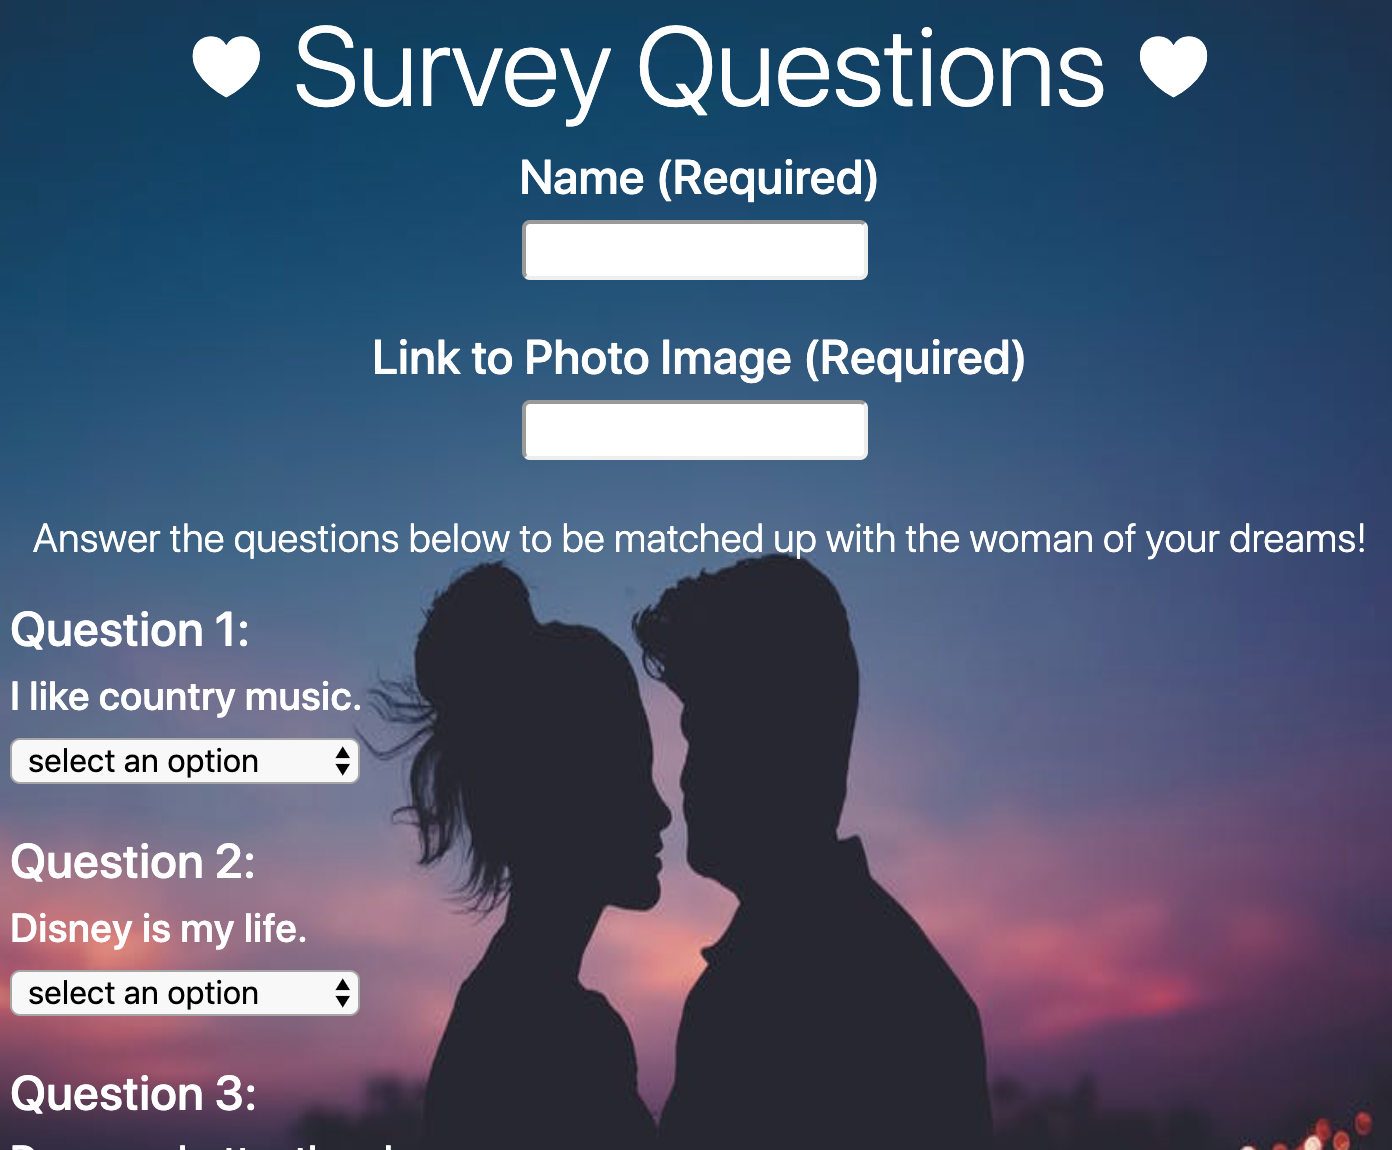 ♥ Survey Questions ♥
Name (Required)
Link to Photo Image (Required)
Answer the questions below to be matched up with the woman of your dreams!
Question 1:
I like country music.
select an option
Question 2:
Disney is my life.
select an option
Question 3: